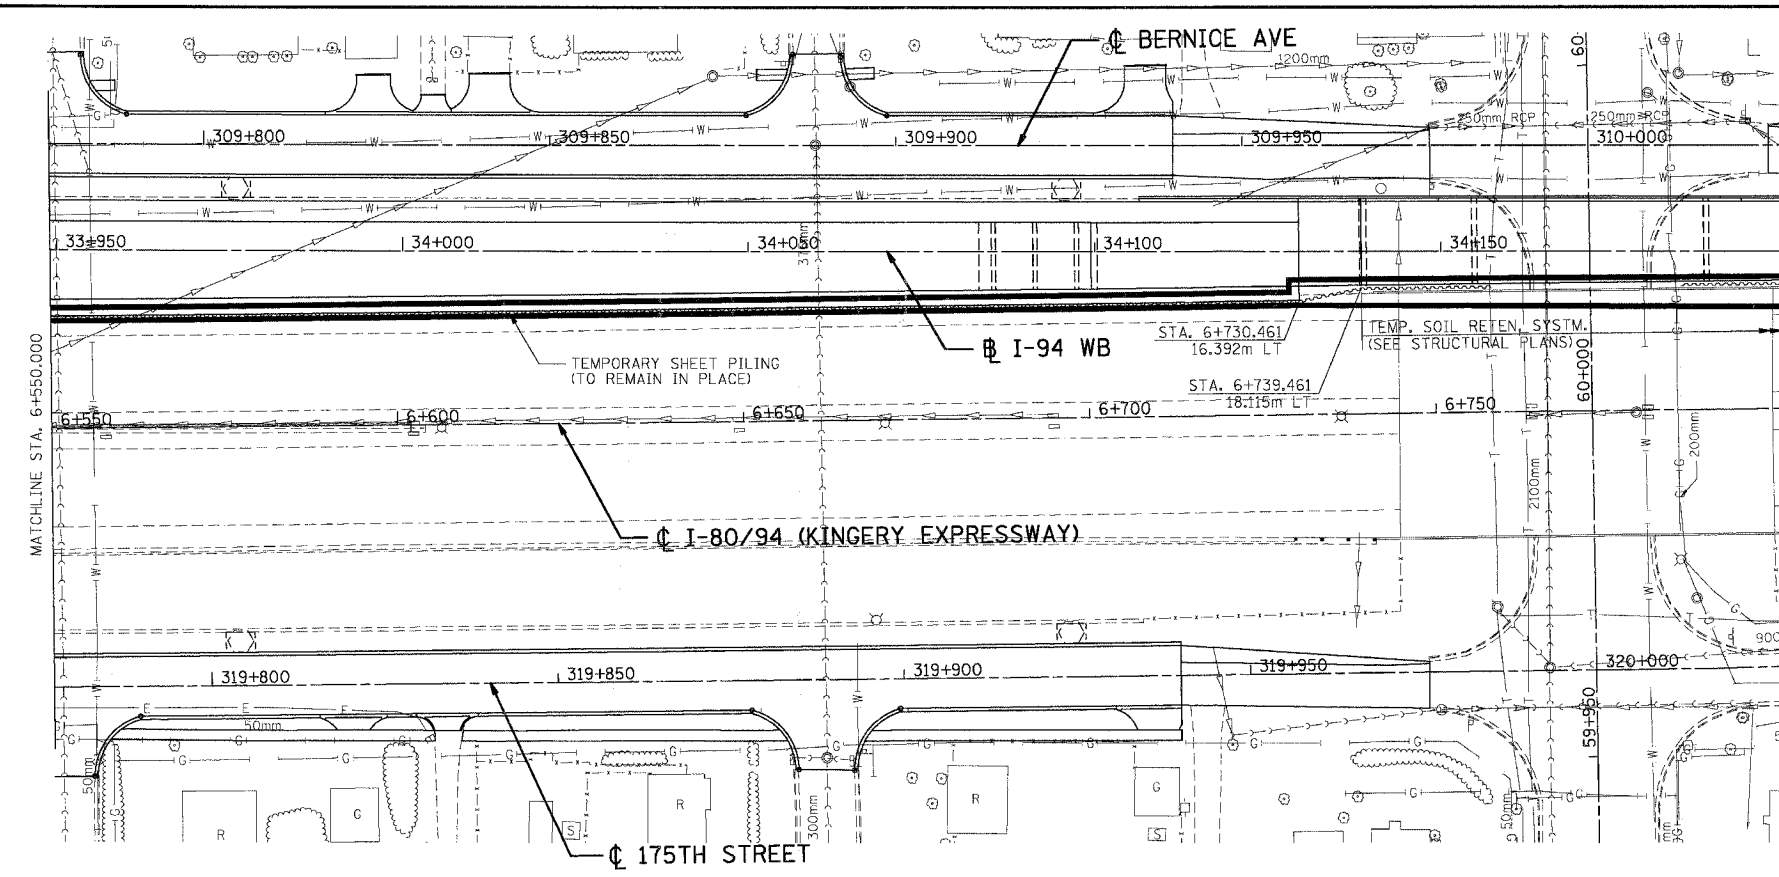 ℄ BERNICE AVE
1200mm
60
250mm RCP
250mm RCP
309+800
309+850
309+900
309+950
310+000
33+950
34+000
34+050
34+100
34+150
STA. 6+730.461
16.392m LT
TEMP. SOIL RETEN. SYSTM.
(SEE STRUCTURAL PLANS)
℄ I-94 WB
TEMPORARY SHEET PILING
(TO REMAIN IN PLACE)
STA. 6+739.461
18.115m LT
60+000
MATCHLINE STA. 6+550.000
6+550
6+600
6+650
6+700
6+750
200mm
2100mm
℄ I-80/94 (KINGERY EXPRESSWAY)
900
319+800
319+850
319+900
319+950
320+000
59+950
50mm
50mm
300mm
50mm
R
G
S
R
R
G
S
℄ 175TH STREET